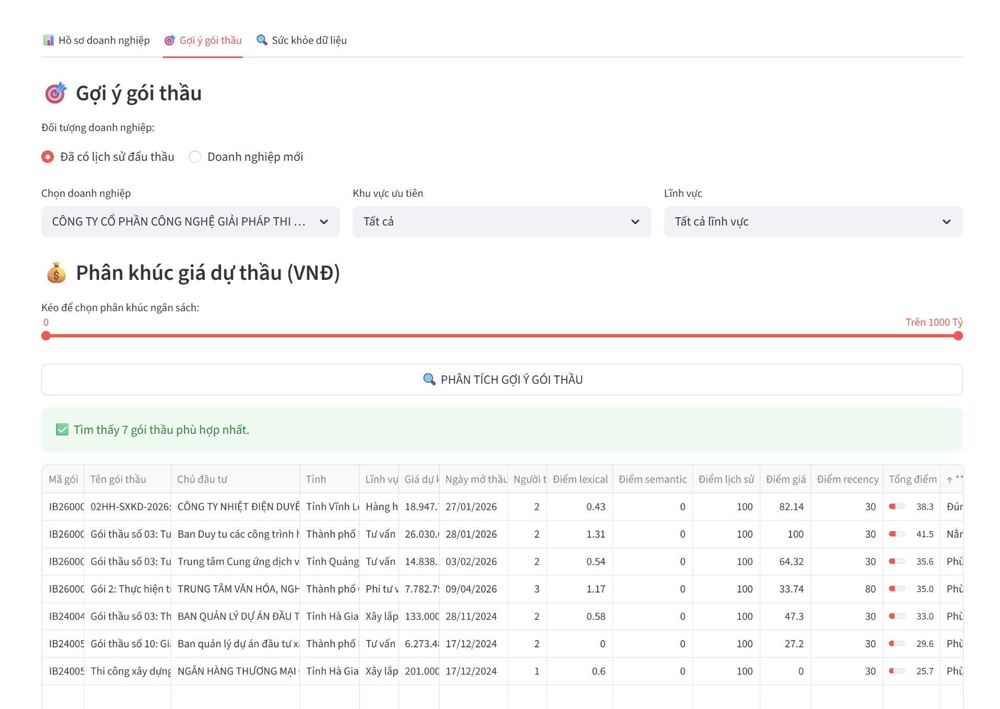 Hồ sơ doanh nghiệp Gợi ý gói thầu Sức khỏe dữ liệu
Gợi ý gói thầu
Đối tượng doanh nghiệp:
Đã có lịch sử đấu thầu Doanh nghiệp mới
Chọn doanh nghiệp Khu vực ưu tiên Lĩnh vực
CÔNG TY CỔ PHẦN CÔNG NGHỆ GIẢI PHÁP THI ... Tất cả Tất cả lĩnh vực
Phân khúc giá dự thầu (VNĐ)
Kéo để chọn phân khúc ngân sách:
0 Trên 1000 Tỷ
PHÂN TÍCH GỢI Ý GÓI THẦU
Tìm thấy 7 gói thầu phù hợp nhất.
Mã gói Tên gói thầu Chủ đầu tư Tỉnh Lĩnh vự Giá dự k Ngày mở thầu Người t Điểm lexical Điểm semantic Điểm lịch sử Điểm giá Điểm recency Tổng điểm ↑ **
IB26000 02HH-SXKD-2026: CÔNG TY NHIỆT ĐIỆN DUYÊ Tỉnh Vĩnh Lo Hàng h 18.947. 27/01/2026 2 0.43 0 100 82.14 30 38.3 Đún
IB26000 Gói thầu số 03: Tư Ban Duy tu các công trình h Thành phố Tư vấn 26.030. 28/01/2026 2 1.31 0 100 100 30 41.5 Nằn
IB26000 Gói thầu số 03: Tư Trung tâm Cung ứng dịch v Tỉnh Quảng Tư vấn 14.838. 03/02/2026 2 0.54 0 100 64.32 30 35.6 Phù
IB26000 Gói 2: Thực hiện tr TRUNG TÂM VĂN HÓA, NGH Thành phố Phi tư v 7.782.79 09/04/2026 3 1.17 0 100 33.74 80 35.0 Phù
IB24004 Gói thầu số 03: Th BAN QUẢN LÝ DỰ ÁN ĐẦU T Tỉnh Hà Gia Xây lắp 133.000 28/11/2024 2 0.58 0 100 47.3 30 33.0 Phù
IB24005 Gói thầu số 10: Giá Ban quản lý dự án đầu tư xâ Thành phố Tư vấn 6.273.48 17/12/2024 2 0 0 100 27.2 30 29.6 Phù
IB24005 Thi công xây dựng NGÂN HÀNG THƯƠNG MẠI Tỉnh Hà Gia Xây lắp 201.000 17/12/2024 1 0.6 0 100 0 30 25.7 Phù